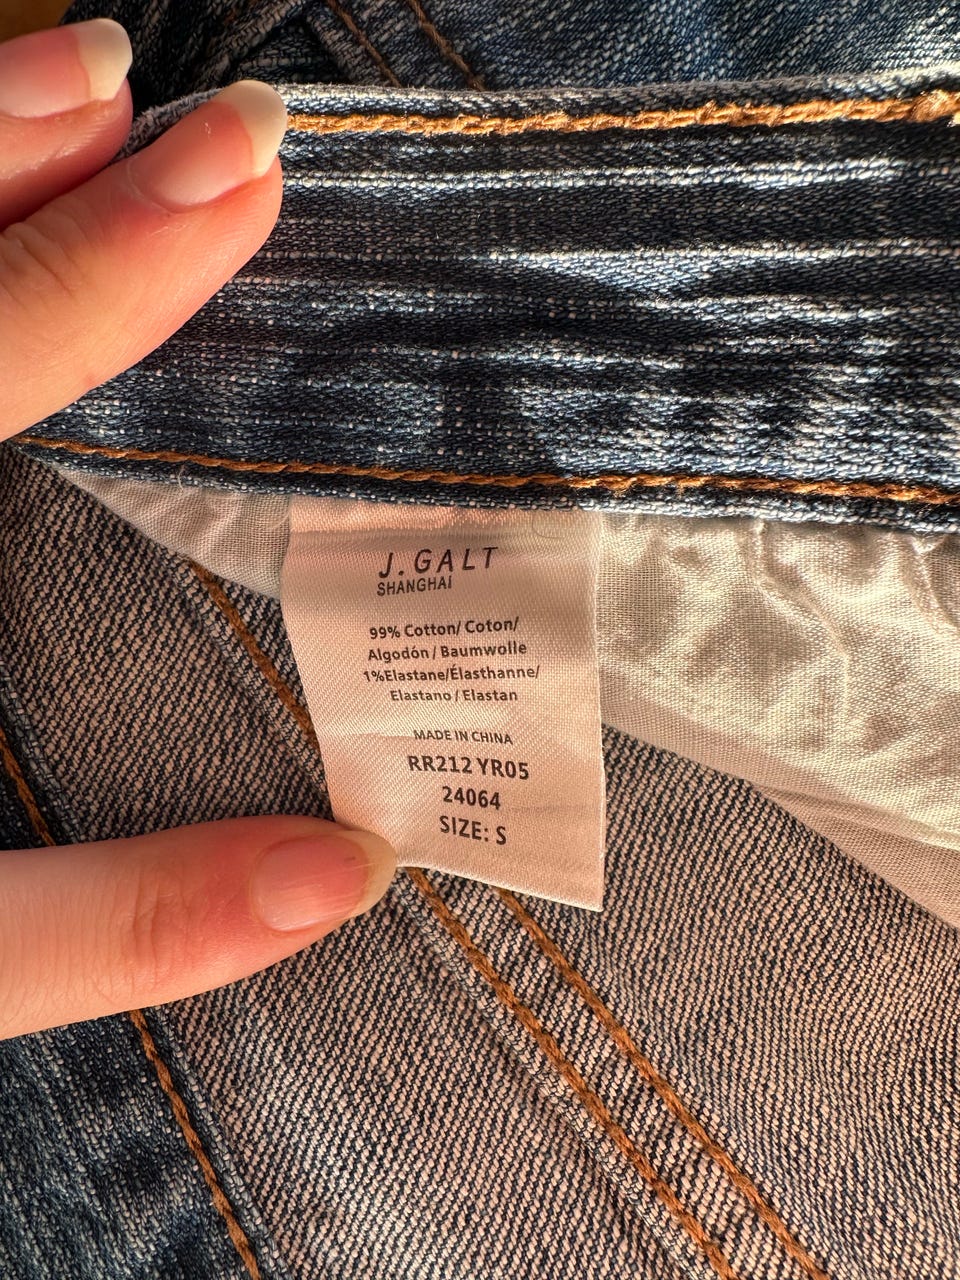 J.GALT
SHANGHAI
99% Cotton/ Coton/
Algodón / Baumwolle
1%Elastane/Élasthanne/
Elastano / Elastan
MADE IN CHINA
RR212 YR05
24064
SIZE: S